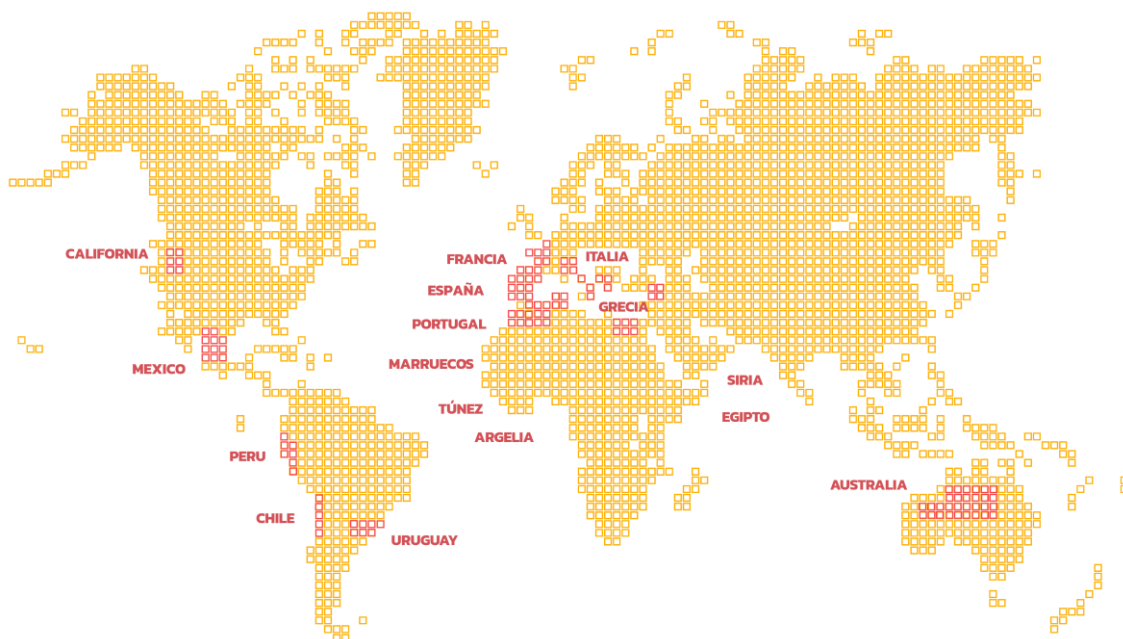 CALIFORNIA
FRANCIA
ITALIA
ESPAÑA
GRECIA
PORTUGAL
MEXICO
MARRUECOS
SIRIA
TÚNEZ
EGIPTO
ARGELIA
PERU
AUSTRALIA
CHILE
URUGUAY